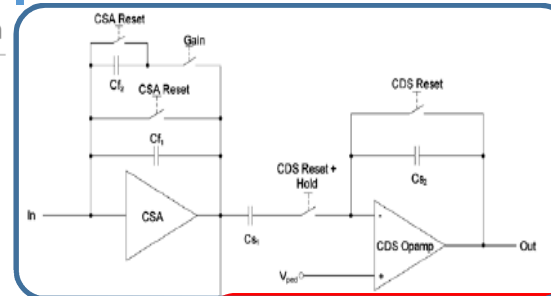 CSA Reset
Gain
Cf₂
CSA Reset
CDS Reset
Cf₁
CDS Reset +
Hold
Cs₂
In
CSA
Cs₁
-
CDS Opamp
Out
Vped
+